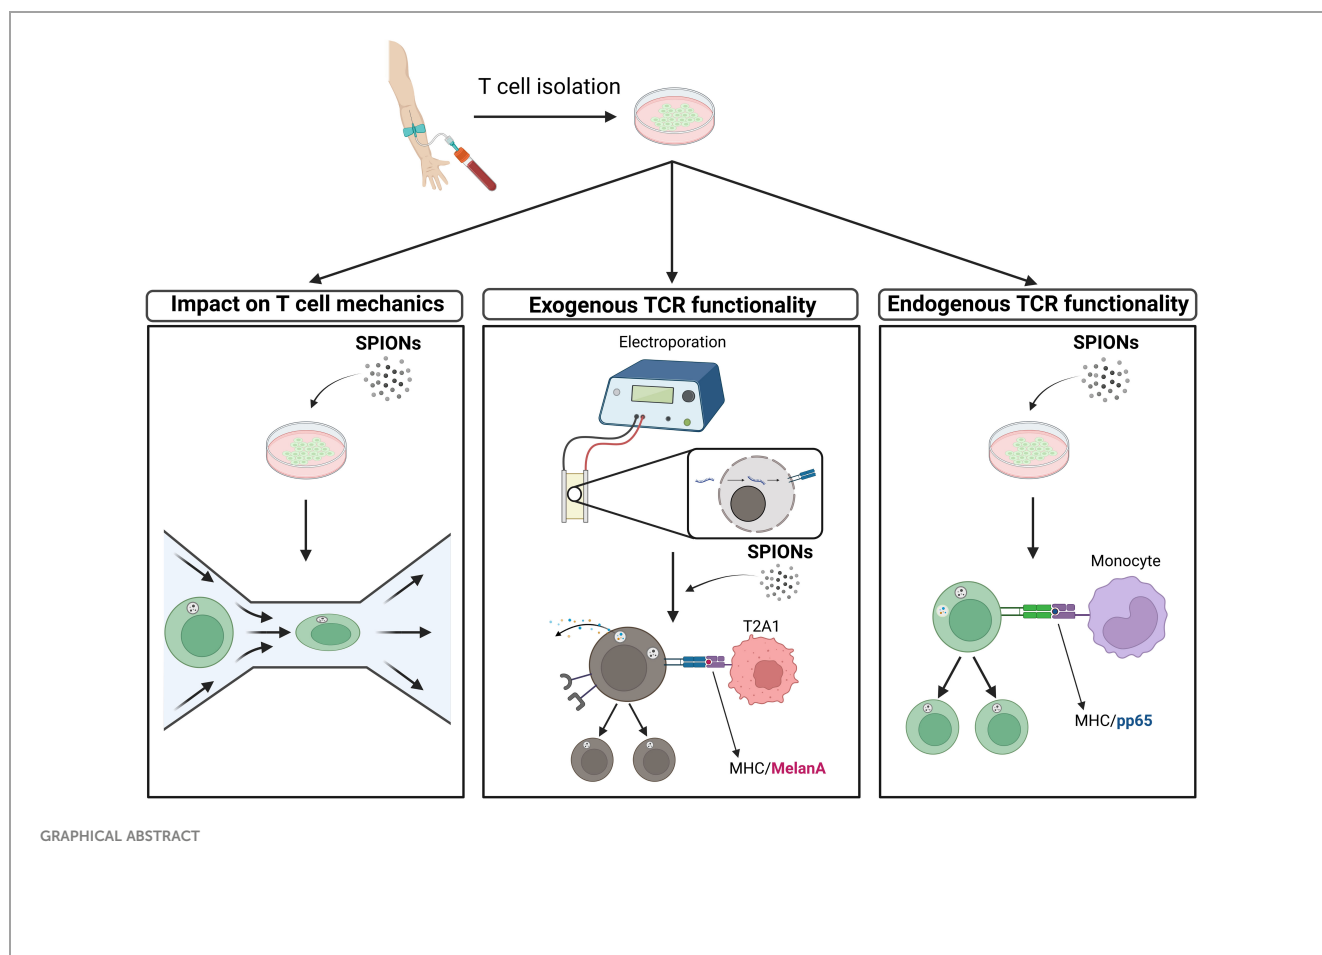 T cell isolation
Impact on T cell mechanics
SPIONs
Exogenous TCR functionality
Electroporation
SPIONs
T2A1
MHC/MelanA
Endogenous TCR functionality
SPIONs
Monocyte
MHC/pp65
GRAPHICAL ABSTRACT